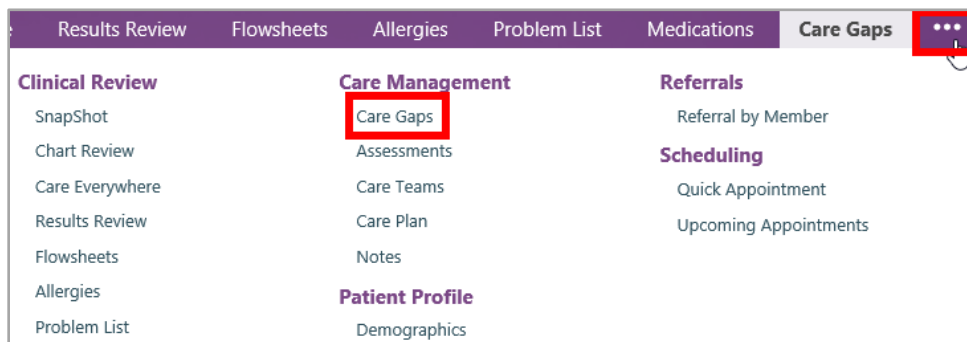 Results Review Flowsheets Allergies Problem List Medications Care Gaps •••
Clinical Review
SnapShot
Chart Review
Care Everywhere
Results Review
Flowsheets
Allergies
Problem List
Care Management
Care Gaps
Assessments
Care Teams
Care Plan
Notes
Patient Profile
Demographics
Referrals
Referral by Member
Scheduling
Quick Appointment
Upcoming Appointments